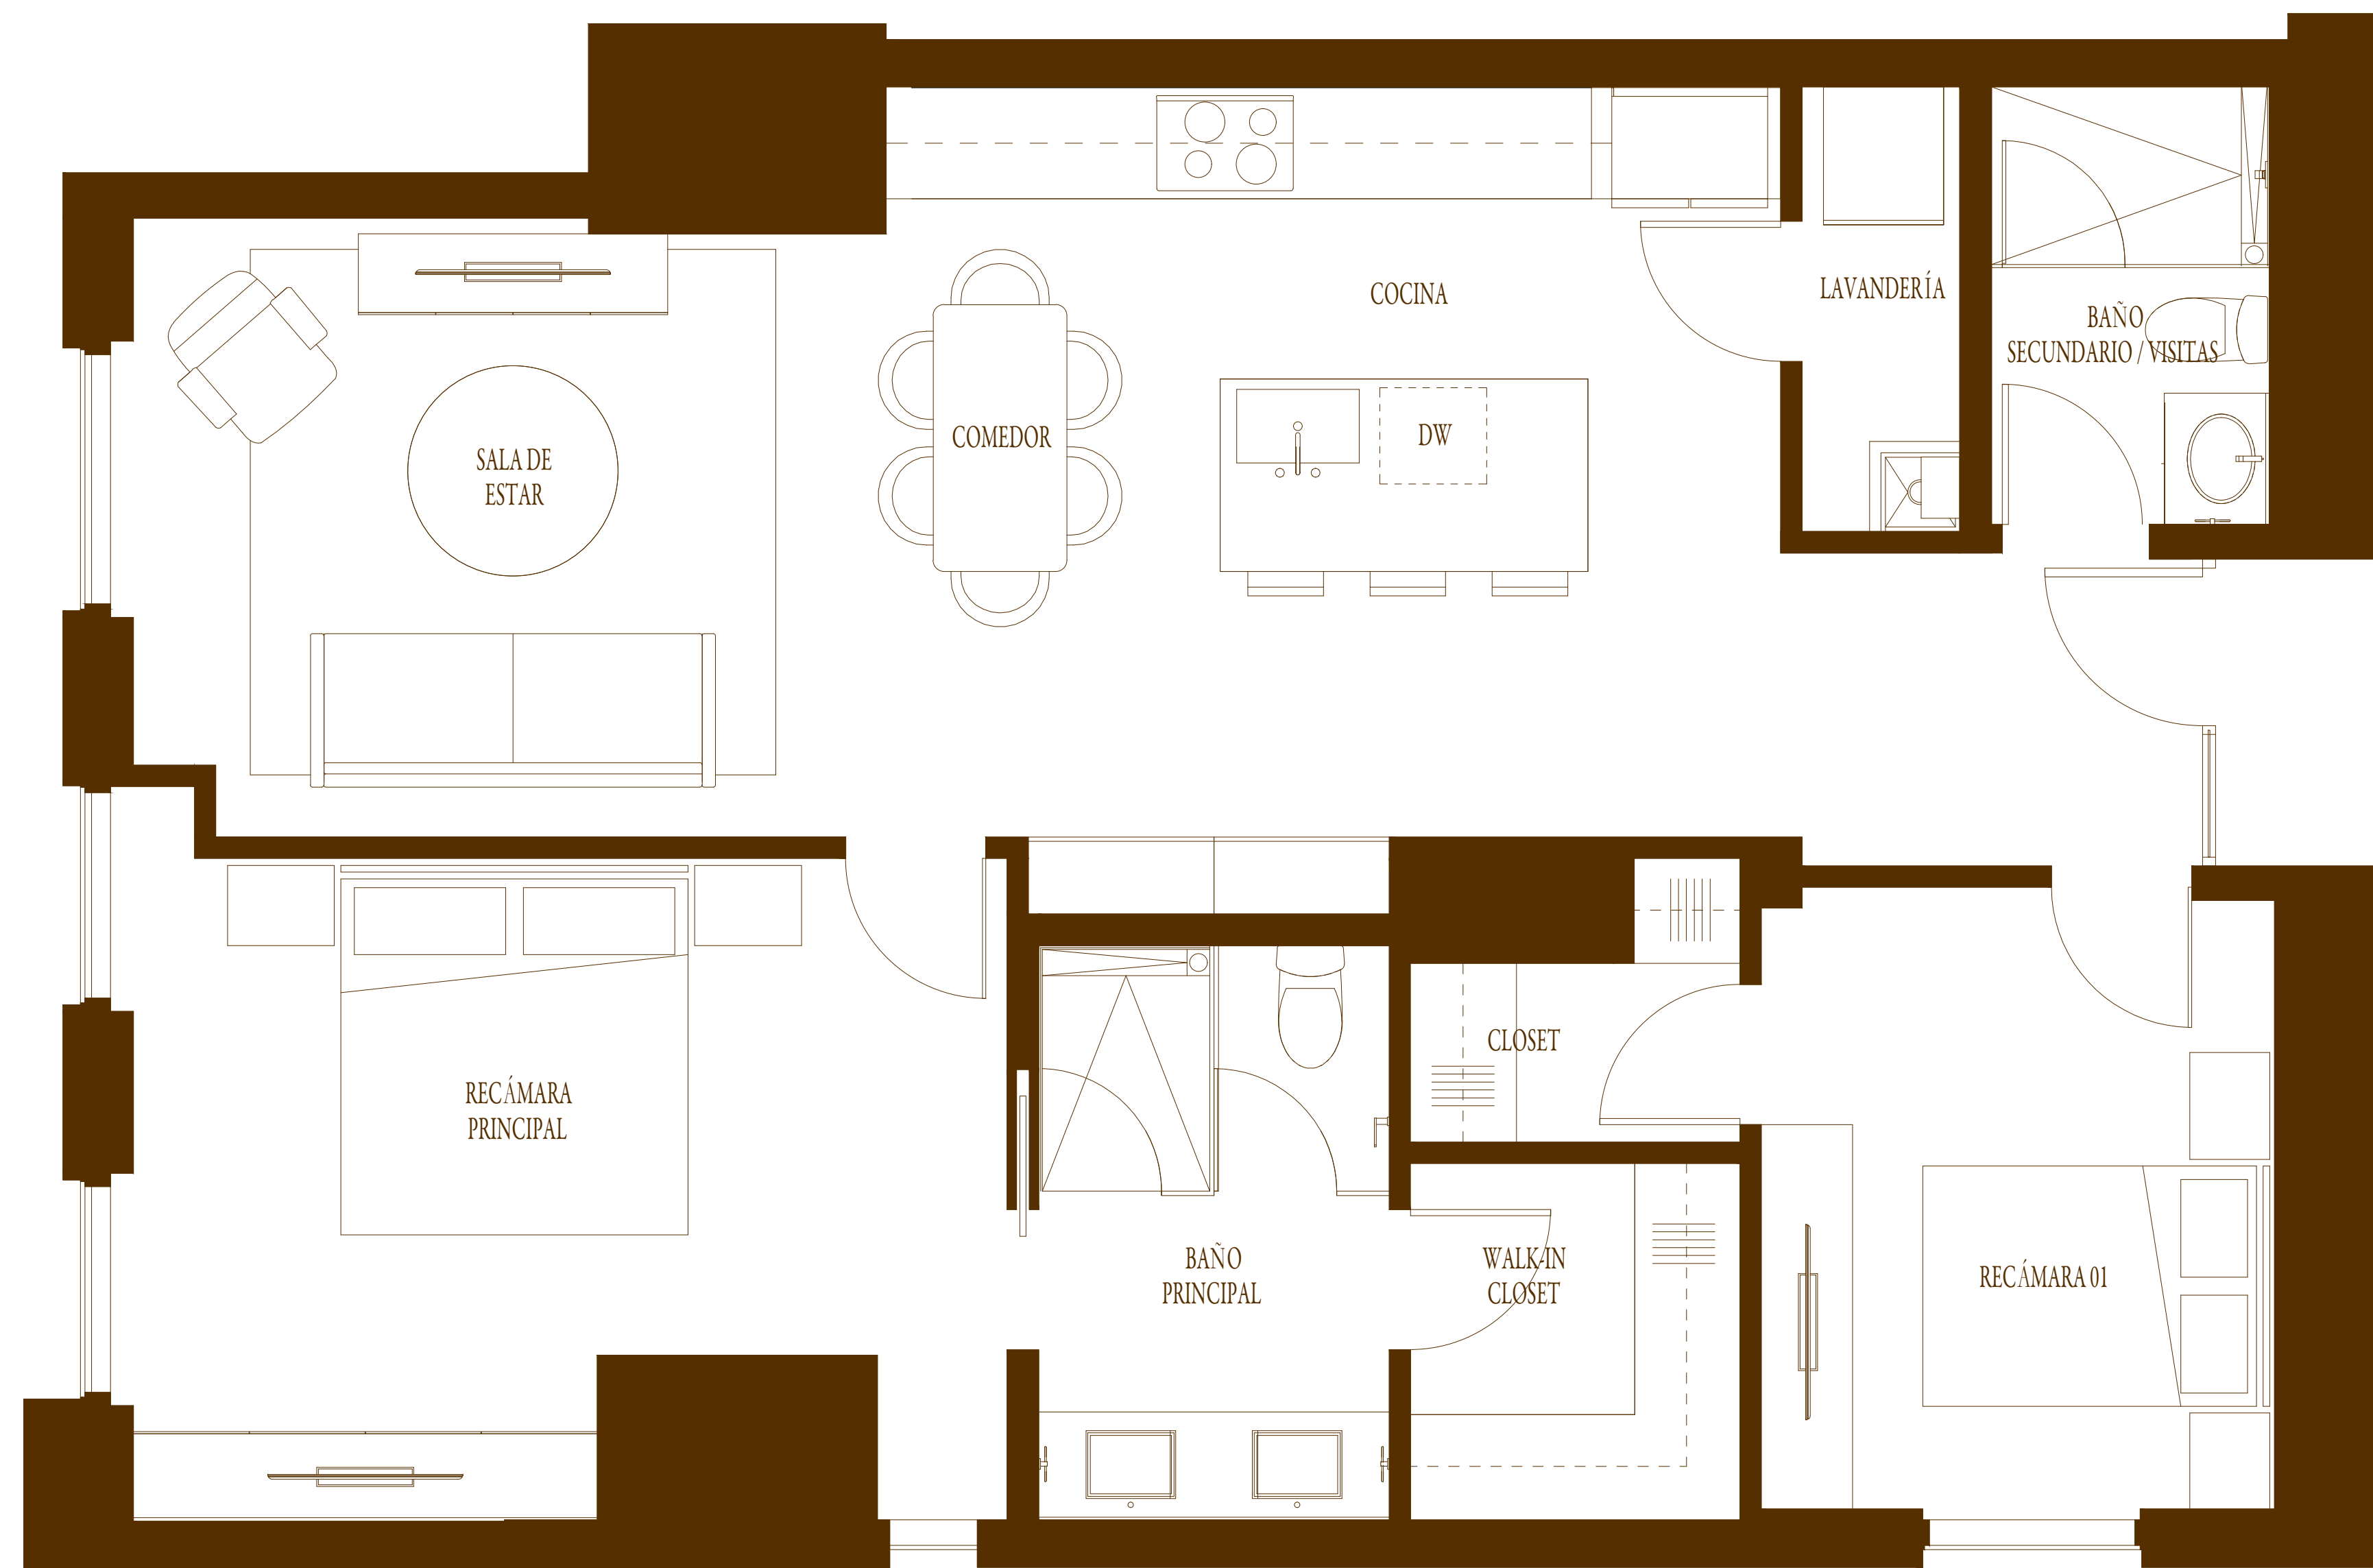 COCINA
LAVANDERÍA
BAÑO
SECUNDARIO / VISITAS
COMEDOR
DW
SALA DE
ESTAR
CLOSET
RECÁMARA
PRINCIPAL
BAÑO
PRINCIPAL
WALK-IN
CLOSET
RECÁMARA 01